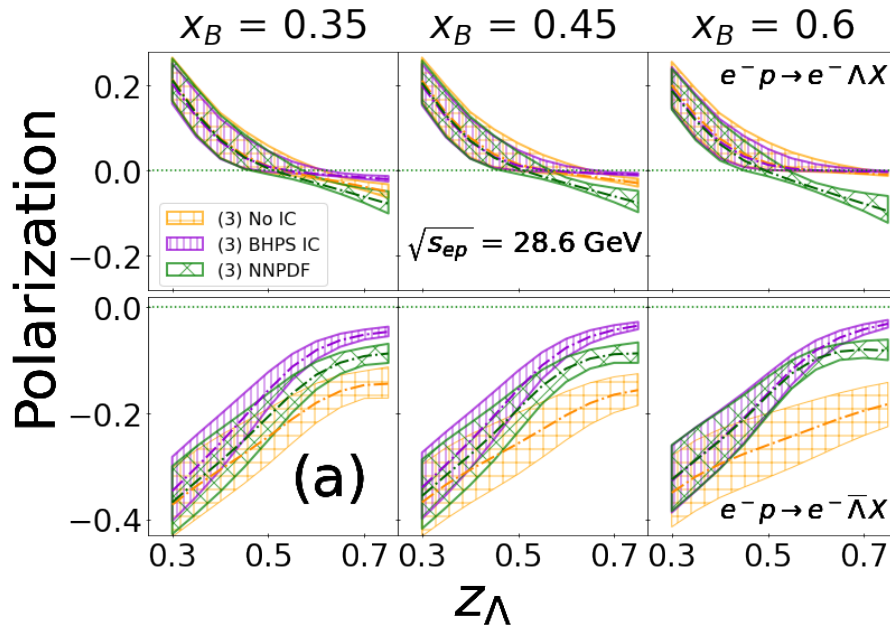 x_B = 0.35 x_B = 0.45 x_B = 0.6
Polarization
0.2
0.0
−0.2
e⁻p → e⁻ΛX
(3) No IC
(3) BHPS IC
(3) NNPDF
√s_ep = 28.6 GeV
0.0
−0.2
−0.4
(a)
e⁻p → e⁻Λ̅X
0.3 0.5 0.7 0.3 0.5 0.7 0.3 0.5 0.7
z_Λ